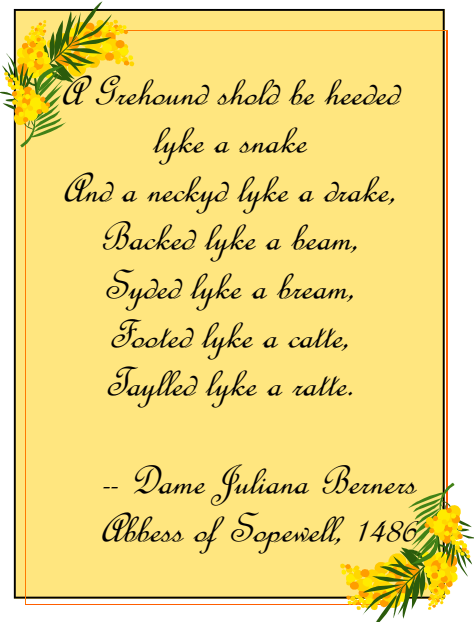 A Grehound shold be heeded
lyke a snake
And a neckyd lyke a drake,
Backed lyke a beam,
Syded lyke a bream,
Footed lyke a catte,
Taylled lyke a ratte.
-- Dame Juliana Berners
Abbess of Sopewell, 1486